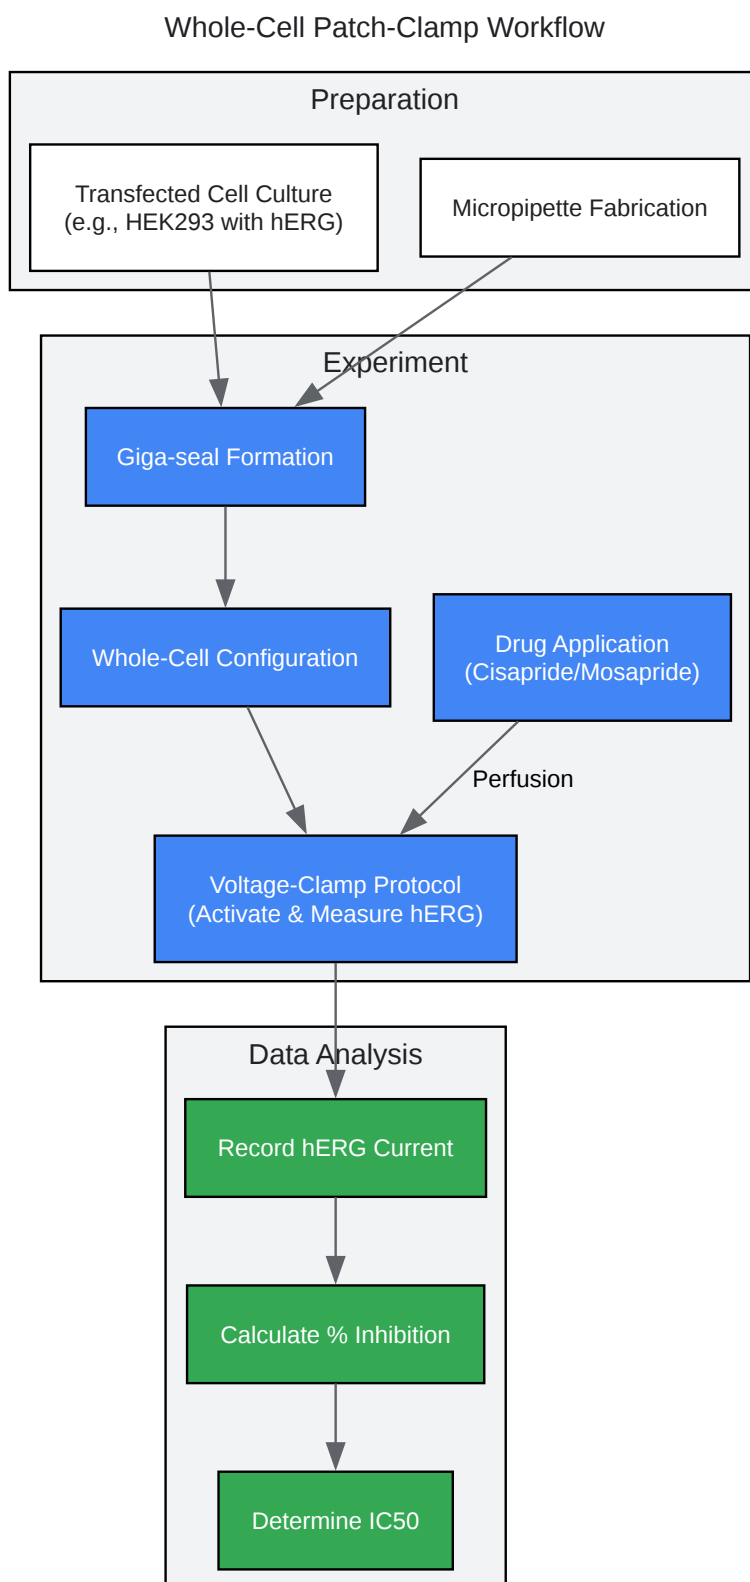 Whole-Cell Patch-Clamp Workflow
Preparation
Transfected Cell Culture
(e.g., HEK293 with hERG)
Micropipette Fabrication
Experiment
Giga-seal Formation
Whole-Cell Configuration
Drug Application
(Cisapride/Mosapride)
Perfusion
Voltage-Clamp Protocol
(Activate & Measure hERG)
Data Analysis
Record hERG Current
Calculate % Inhibition
Determine IC50